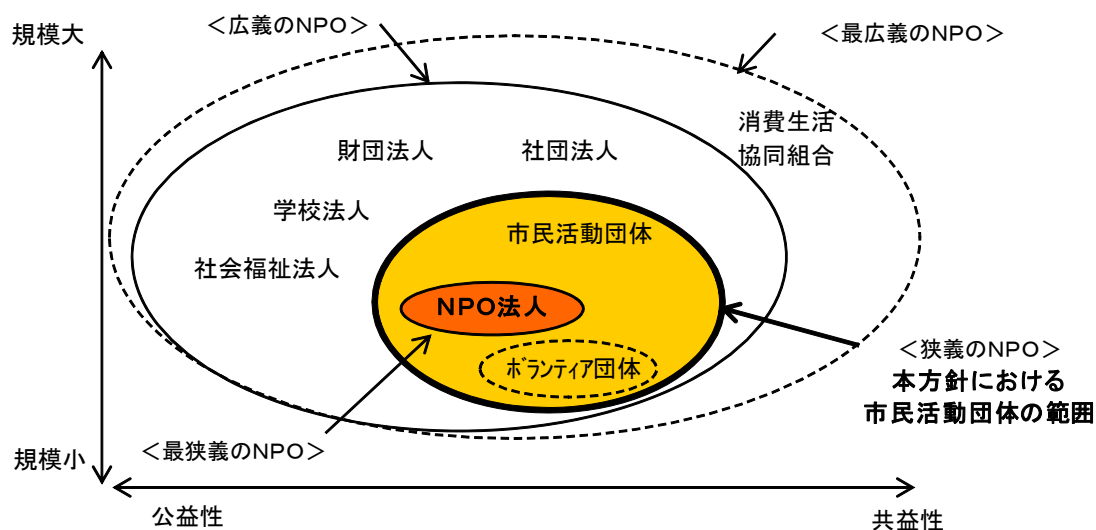 規模大
＜広義のNPO＞
＜最広義のNPO＞
消費生活
協同組合
財団法人
社団法人
学校法人
市民活動団体
社会福祉法人
NPO法人
ﾎﾞﾗﾝﾃｨｱ団体
＜狭義のNPO＞
本方針における
市民活動団体の範囲
＜最狭義のNPO＞
規模小
公益性
共益性